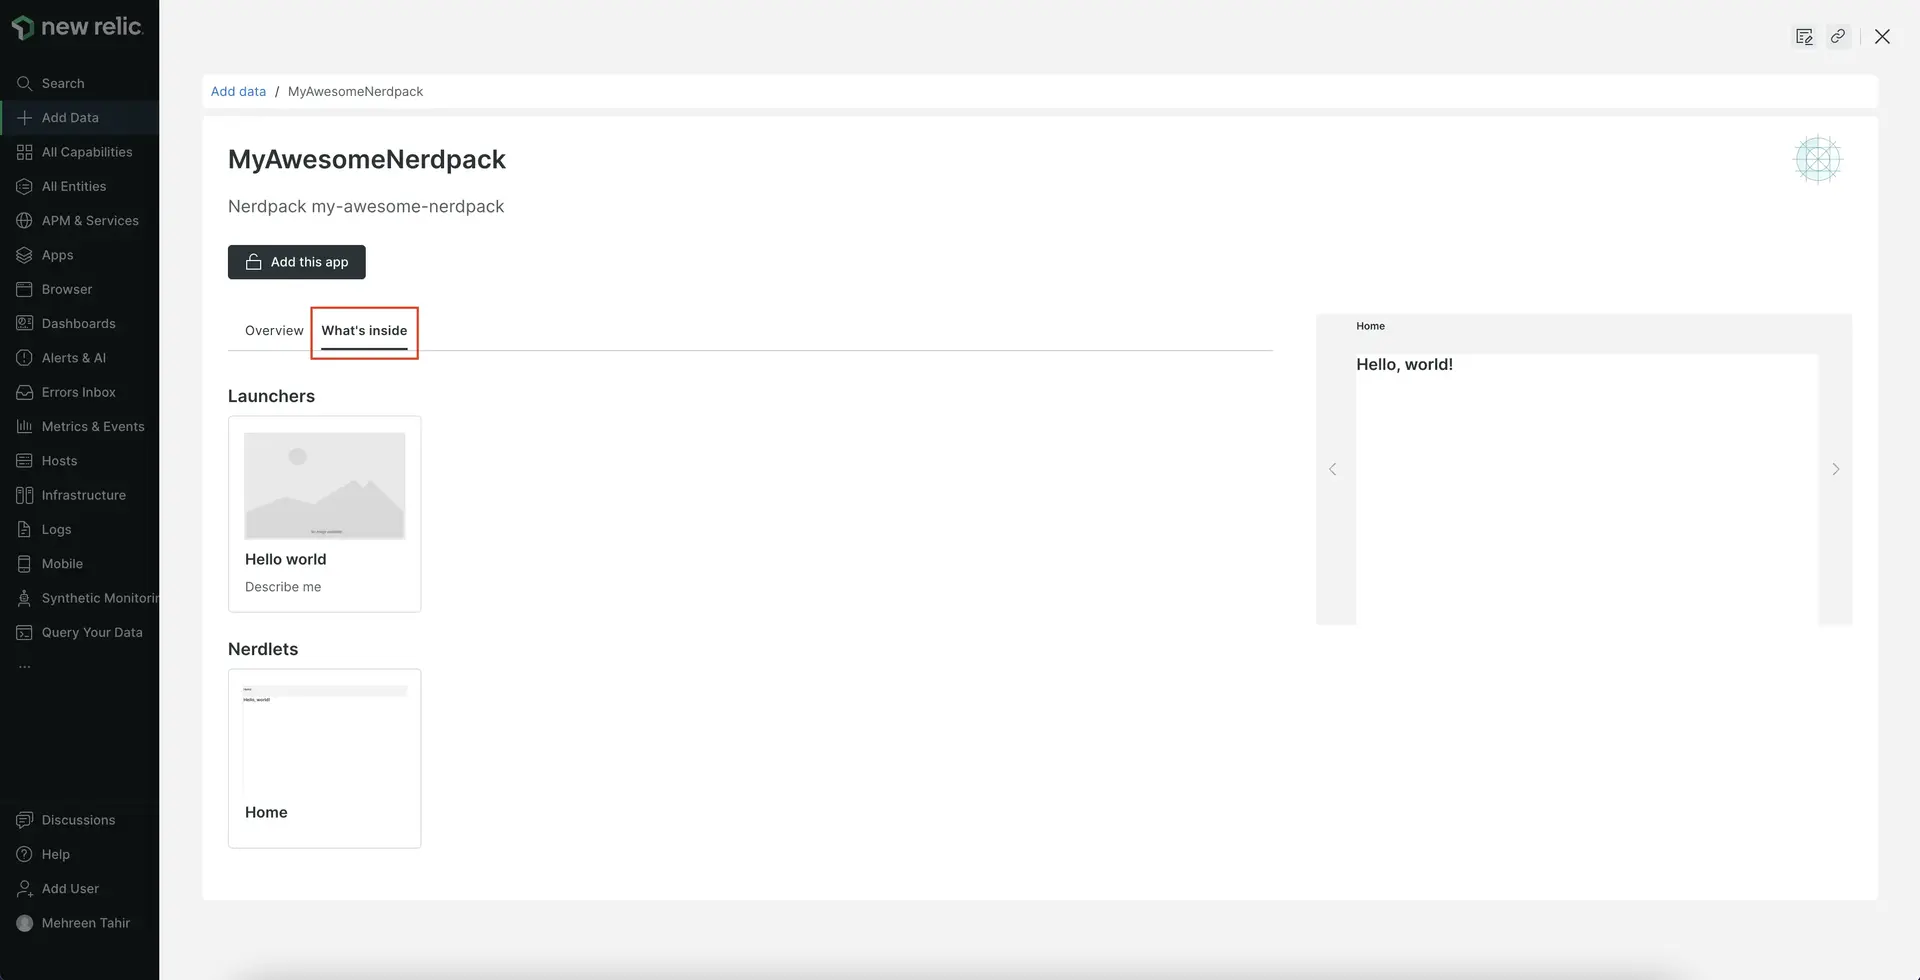 new relic.
Search
Add Data
All Capabilities
All Entities
APM & Services
Apps
Browser
Dashboards
Alerts & AI
Errors Inbox
Metrics & Events
Hosts
Infrastructure
Logs
Mobile
Synthetic Monitorin
Query Your Data
...
Discussions
Help
Add User
Mehreen Tahir
Add data / MyAwesomeNerdpack
MyAwesomeNerdpack
Nerdpack my-awesome-nerdpack
Add this app
Overview What's inside
Launchers
Hello world
Describe me
Nerdlets
Hello, world!
Home
Home
Hello, world!